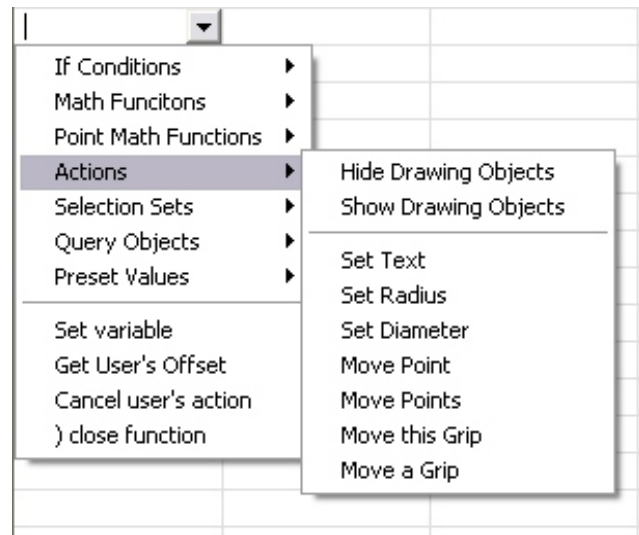 If Conditions
Math Funcitons
Point Math Functions
Actions
Selection Sets
Query Objects
Preset Values
Set variable
Get User's Offset
Cancel user's action
) close function
Hide Drawing Objects
Show Drawing Objects
Set Text
Set Radius
Set Diameter
Move Point
Move Points
Move this Grip
Move a Grip